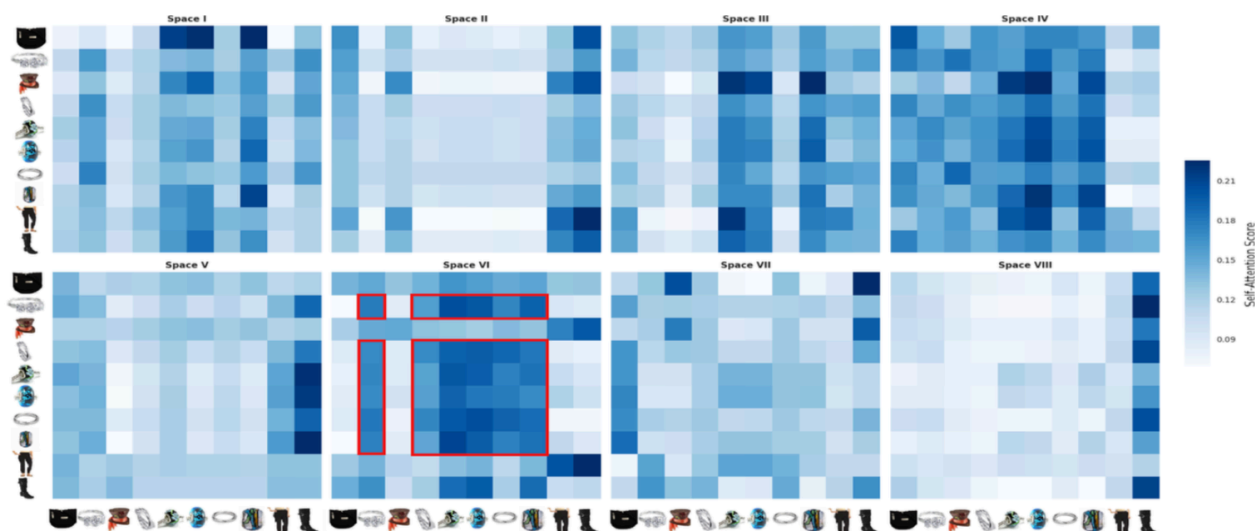 Space I
Space II
Space III
Space IV
Space V
Space VI
Space VII
Space VIII
0.21
0.18
0.15
0.12
0.09
Self-Attention Score